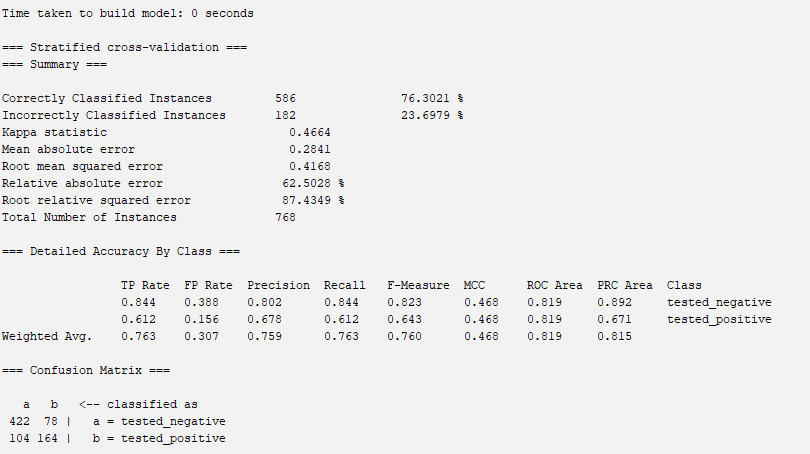 Time taken to build model: 0 seconds
=== Stratified cross-validation ===
=== Summary ===
Correctly Classified Instances         586               76.3021 %
Incorrectly Classified Instances       182               23.6979 %
Kappa statistic                          0.4664
Mean absolute error                      0.2841
Root mean squared error                  0.4168
Relative absolute error                 62.5028 %
Root relative squared error             87.4349 %
Total Number of Instances              768
=== Detailed Accuracy By Class ===
                 TP Rate  FP Rate  Precision  Recall   F-Measure  MCC      ROC Area  PRC Area  Class
                 0.844    0.388    0.802      0.844    0.823      0.468    0.819     0.892     tested_negative
                 0.612    0.156    0.678      0.612    0.643      0.468    0.819     0.671     tested_positive
Weighted Avg.    0.763    0.307    0.759      0.763    0.760      0.468    0.819     0.815
=== Confusion Matrix ===
   a   b   <-- classified as
 422  78 |   a = tested_negative
 104 164 |   b = tested_positive